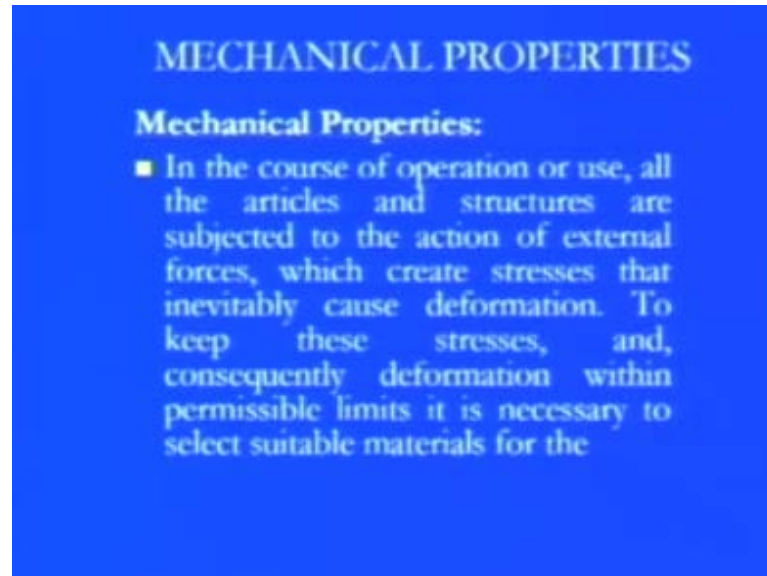 MECHANICAL PROPERTIES
Mechanical Properties:
In the course of operation or use, all
the articles and structures are
subjected to the action of external
forces, which create stresses that
inevitably cause deformation. To
keep these stresses, and,
consequently deformation within
permissible limits it is necessary to
select suitable materials for the